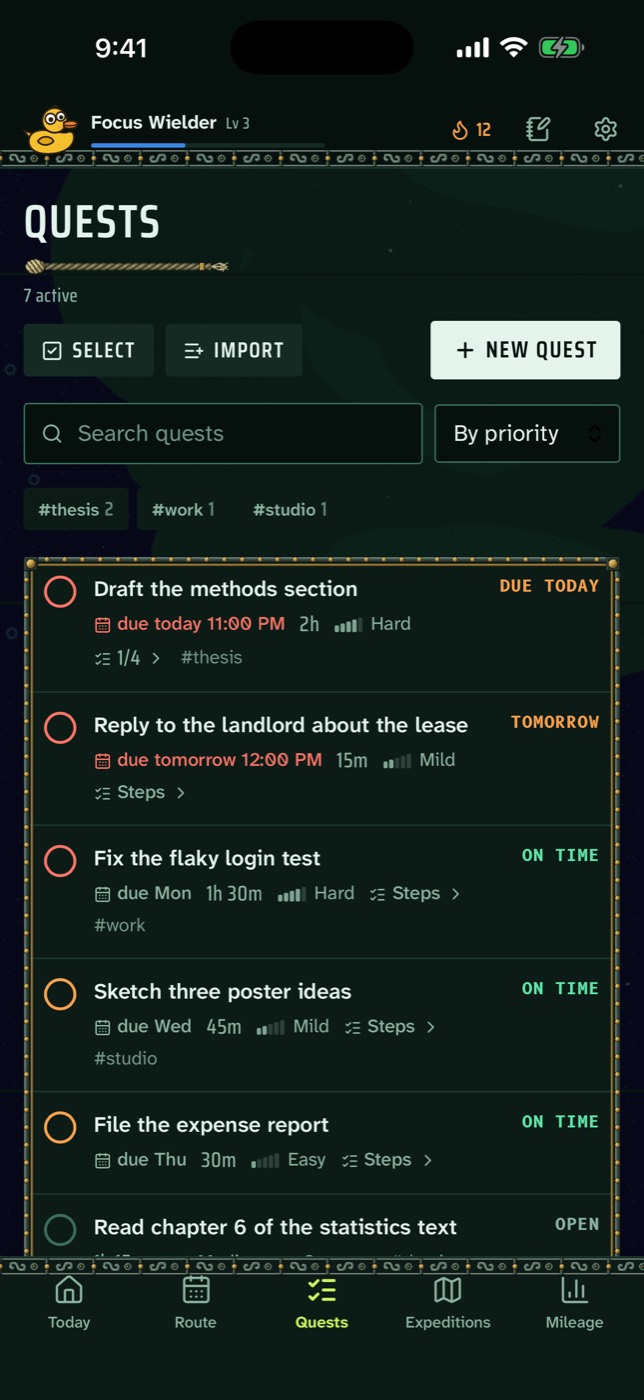 9:41
Focus Wielder Lv 3
12
QUESTS
7 active
SELECT IMPORT + NEW QUEST
Search quests By priority
#thesis 2 #work 1 #studio 1
Draft the methods section DUE TODAY
due today 11:00 PM 2h Hard
1/4 > #thesis
Reply to the landlord about the lease TOMORROW
due tomorrow 12:00 PM 15m Mild
Steps >
Fix the flaky login test ON TIME
due Mon 1h 30m Hard Steps >
#work
Sketch three poster ideas ON TIME
due Wed 45m Mild Steps >
#studio
File the expense report ON TIME
due Thu 30m Easy Steps >
Read chapter 6 of the statistics text OPEN
Today Route Quests Expeditions Mileage